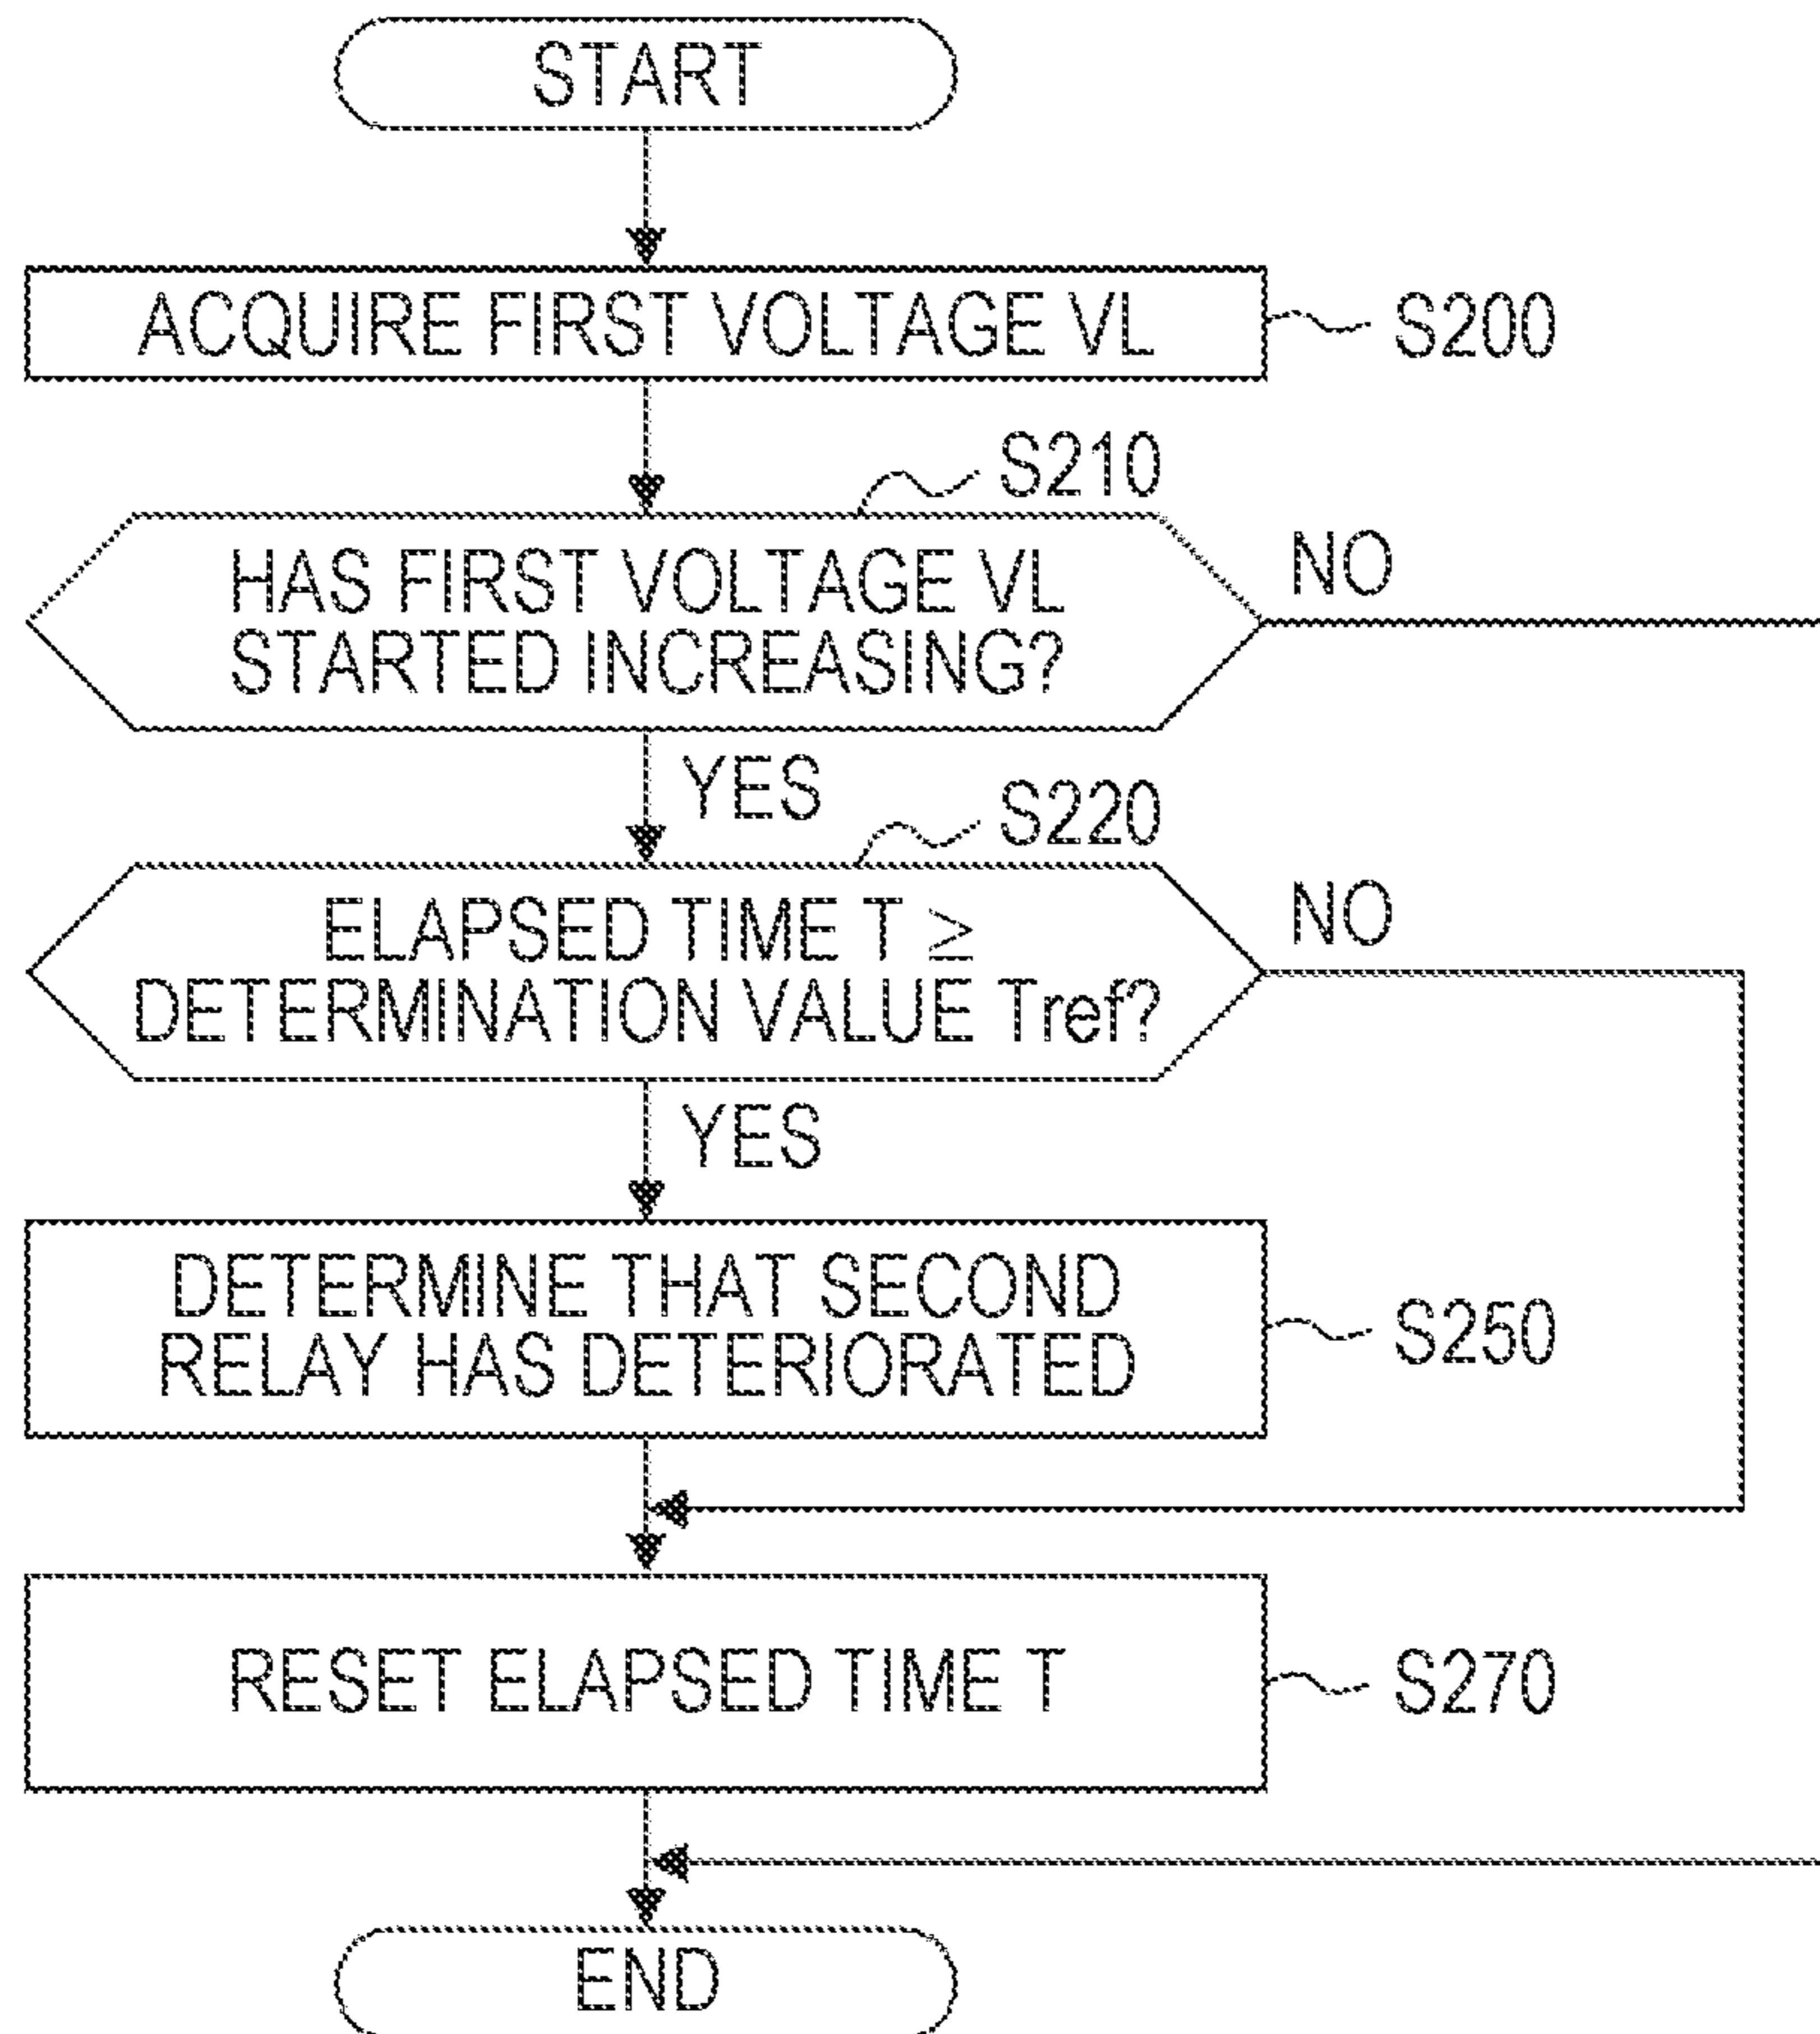 START
ACQUIRE FIRST VOLTAGE VL
S200
S210
HAS FIRST VOLTAGE VL
STARTED INCREASING?
NO
YES
S220
ELAPSED TIME T ≥
DETERMINATION VALUE Tref?
NO
YES
DETERMINE THAT SECOND
RELAY HAS DETERIORATED
S250
RESET ELAPSED TIME T
S270
END